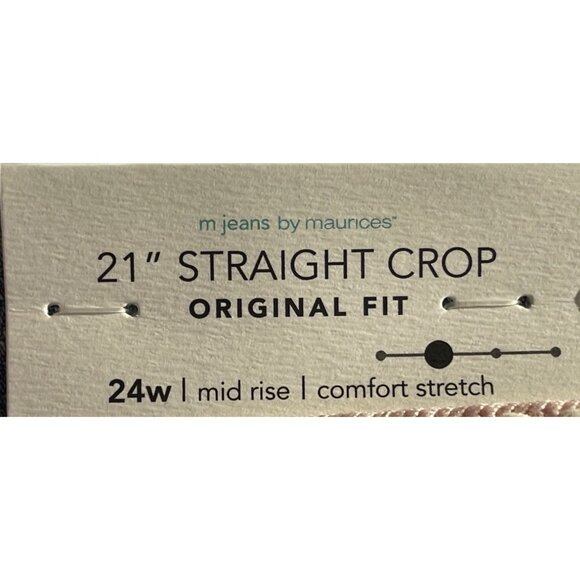 m jeans by maurices™
21" STRAIGHT CROP
ORIGINAL FIT
24w | mid rise | comfort stretch